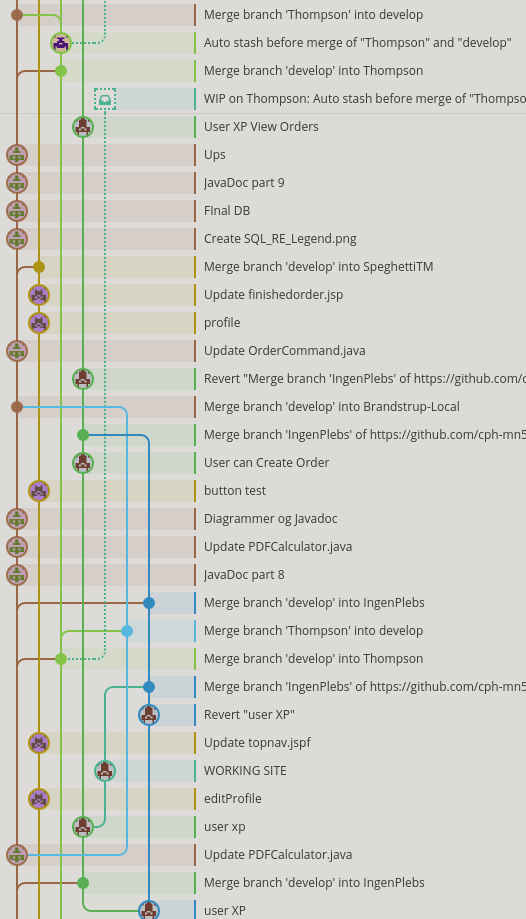 Merge branch 'Thompson' into develop
Auto stash before merge of "Thompson" and "develop"
Merge branch 'develop' into Thompson
WIP on Thompson: Auto stash before merge of "Thompso
User XP View Orders
Ups
JavaDoc part 9
FInal DB
Create SQL_RE_Legend.png
Merge branch 'develop' into SpeghettiTM
Update finishedorder.jsp
profile
Update OrderCommand.java
Revert "Merge branch 'IngenPlebs' of https://github.com/c
Merge branch 'develop' into Brandstrup-Local
Merge branch 'IngenPlebs' of https://github.com/cph-mn5
User can Create Order
button test
Diagrammer og Javadoc
Update PDFCalculator.java
JavaDoc part 8
Merge branch 'develop' into IngenPlebs
Merge branch 'Thompson' into develop
Merge branch 'develop' into Thompson
Merge branch 'IngenPlebs' of https://github.com/cph-mn5
Revert "user XP"
Update topnav.jspf
WORKING SITE
editProfile
user xp
Update PDFCalculator.java
Merge branch 'develop' into IngenPlebs
user XP